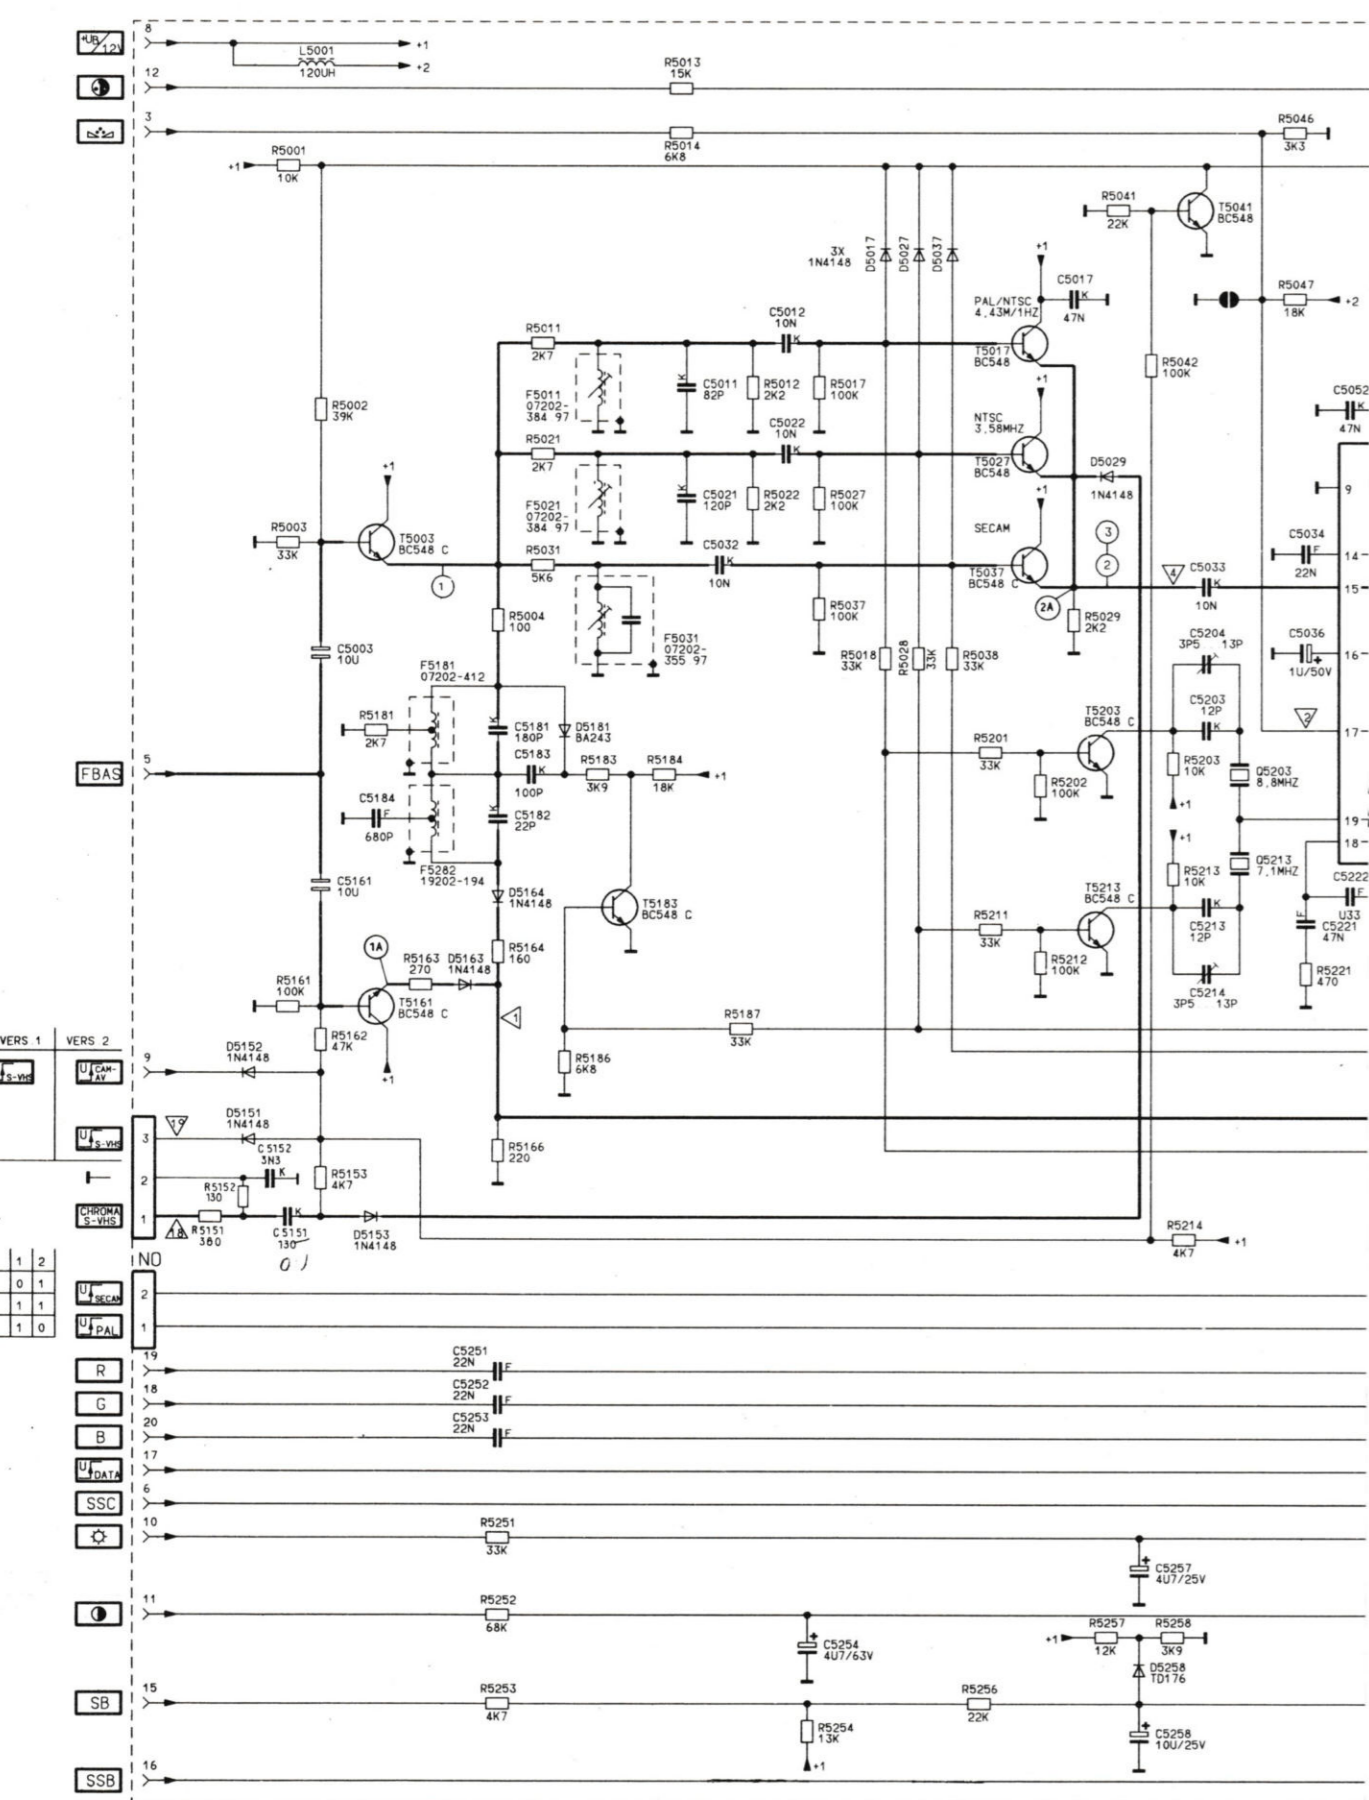 +UB/12V
8
+1
L5001
120UH
+2
12
R5013
15K
3
R5014
6K8
R5046
3K3
R5001
+1
10K
R5041
22K
T5041
BC548
3X
1N4148
D5017
D5027
D5037
+1
C5017
K
47N
R5047
18K
+2
PAL/NTSC
4,43M/1HZ
R5011
2K7
C5012
10N
K
T5017
BC548
R5042
100K
F5011
07202-
384 97
K
C5011
82P
R5012
2K2
R5017
100K
+1
C5052
K
47N
R5002
39K
NTSC
3,58MHZ
R5021
2K7
C5022
10N
K
T5027
BC548
D5029
1N4148
+1
F5021
07202-
384 97
K
C5021
120P
R5022
2K2
R5027
100K
+1
9
SECAM
R5003
33K
T5003
BC548 C
3
C5034
F
22N
14
R5031
5K6
C5032
K
10N
T5037
BC548 C
2
1
4
C5033
K
10N
15
2A
R5004
100
F5031
07202-
355 97
R5037
100K
R5029
2K2
C5003
10U
R5018
33K
R5028
33K
R5038
33K
C5204
3P5 13P
C5036
+
1U/50V
16
F5181
07202-412
R5181
2K7
K
C5181
180P
D5181
BA243
T5203
BC548 C
C5203
12P
K
2
17
C5183
K
100P
R5183
3K9
R5184
18K
+1
R5201
33K
R5202
100K
R5203
10K
+1
Q5203
8,8MHZ
5
FBAS
C5184
F
680P
K
C5182
22P
19
18
+1
F5282
19202-194
C5161
10U
D5164
1N4148
T5183
BC548 C
T5213
BC548 C
R5213
10K
Q5213
7,1MHZ
C5222
F
U33
R5211
33K
R5212
100K
K
C5213
12P
F
C5221
47N
1A
R5163
270
D5163
1N4148
R5164
160
C5214
3P5 13P
R5221
470
R5161
100K
T5161
BC548 C
1
R5187
33K
R5162
47K
+1
R5186
6K8
VERS 1
VERS 2
U S-VHS
U CAM-AV
9
D5152
1N4148
U S-VHS
3
19
D5151
1N4148
C5152
3N3
K
R5166
220
2
R5152
130
R5153
4K7
CHROMA
S-VHS
1
18
R5151
380
C5151
K
130
D5153
1N4148
R5214
4K7
+1
NO
1 2
0 1
1 1
1 0
U SECAM
2
U PAL
1
R
19
C5251
22N
F
G
18
C5252
22N
F
B
20
C5253
22N
F
U DATA
17
SSC
6
10
R5251
33K
+
C5257
4U7/25V
11
R5252
68K
+
C5254
4U7/63V
+1
R5257
12K
R5258
3K9
D5258
TD176
SB
15
R5253
4K7
R5256
22K
R5254
13K
+1
+
C5258
10U/25V
SSB
16